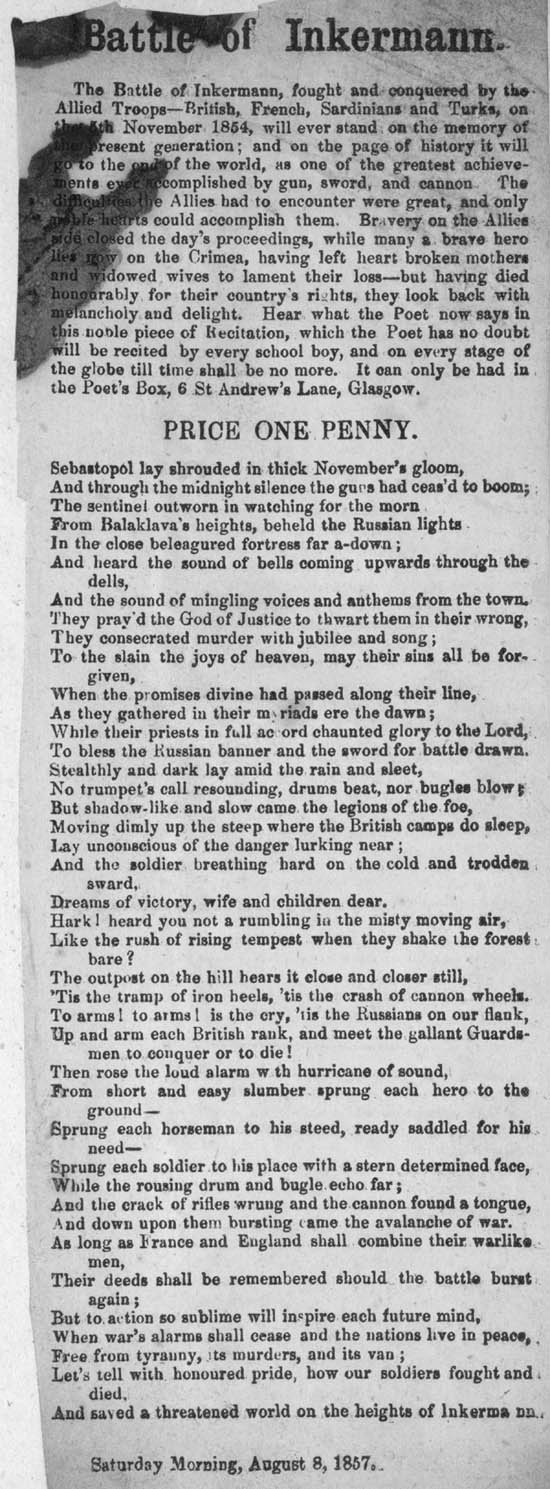 Battle of Inkermann.
The Battle of Inkermann, fought and conquered by the
Allied Troops—British, French, Sardinians and Turks, on
the 5th November 1854, will ever stand on the memory of
the present generation; and on the page of history it will
go to the end of the world, as one of the greatest achieve-
ments ever accomplished by gun, sword, and cannon. The
difficulties the Allies had to encounter were great, and only
noble hearts could accomplish them. Bravery on the Allies
side closed the day's proceedings, while many a brave hero
lies now on the Crimea, having left heart broken mothers
and widowed wives to lament their loss—but having died
honourably for their country's rights, they look back with
melancholy and delight. Hear what the Poet now says in
this noble piece of Recitation, which the Poet has no doubt
will be recited by every school boy, and on every stage of
the globe till time shall be no more. It can only be had in
the Poet's Box, 6 St Andrew's Lane, Glasgow.
PRICE ONE PENNY.
Sebastopol lay shrouded in thick November's gloom,
And through the midnight silence the guns had ceas'd to boom;
The sentinel outworn in watching for the morn
From Balaklava's heights, beheld the Russian lights
In the close beleagured fortress far a-down;
And heard the sound of bells coming upwards through the
dells,
And the sound of mingling voices and anthems from the town.
They pray'd the God of Justice to thwart them in their wrong,
They consecrated murder with jubilee and song;
To the slain the joys of heaven, may their sins all be for-
given,
When the promises divine had passed along their line,
As they gathered in their myriads ere the dawn;
While their priests in full ac ord chaunted glory to the Lord,
To bless the Russian banner and the sword for battle drawn.
Stealthly and dark lay amid the rain and sleet,
No trumpet's call resounding, drums beat, nor bugles blow;
But shadow-like and slow came the legions of the foe,
Moving dimly up the steep where the British camps do sleep,
Lay unconscious of the danger lurking near;
And the soldier breathing hard on the cold and trodden
sward,
Dreams of victory, wife and children dear.
Hark! heard you not a rumbling in the misty moving air,
Like the rush of rising tempest when they shake the forest
bare?
The outpost on the hill hears it close and closer still,
'Tis the tramp of iron heels, 'tis the crash of cannon wheels.
To arms! to arms! is the cry, 'tis the Russians on our flank,
Up and arm each British rank, and meet the gallant Guards-
men to conquer or to die!
Then rose the loud alarm w th hurricane of sound,
From short and easy slumber sprung each hero to the
ground—
Sprung each horseman to his steed, ready saddled for his
need—
Sprung each soldier to his place with a stern determined face,
While the rousing drum and bugle echo far;
And the crack of rifles wrung and the cannon found a tongue,
And down upon them bursting came the avalanche of war.
As long as France and England shall combine their warlike
men,
Their deeds shall be remembered should the battle burst
again;
But to action so sublime will inspire each future mind,
When war's alarms shall cease and the nations live in peace,
Free from tyranny, its murders, and its van;
Let's tell with honoured pride, how our soldiers fought and
died,
And saved a threatened world on the heights of Inkerma nn.
Saturday Morning, August 8, 1857.